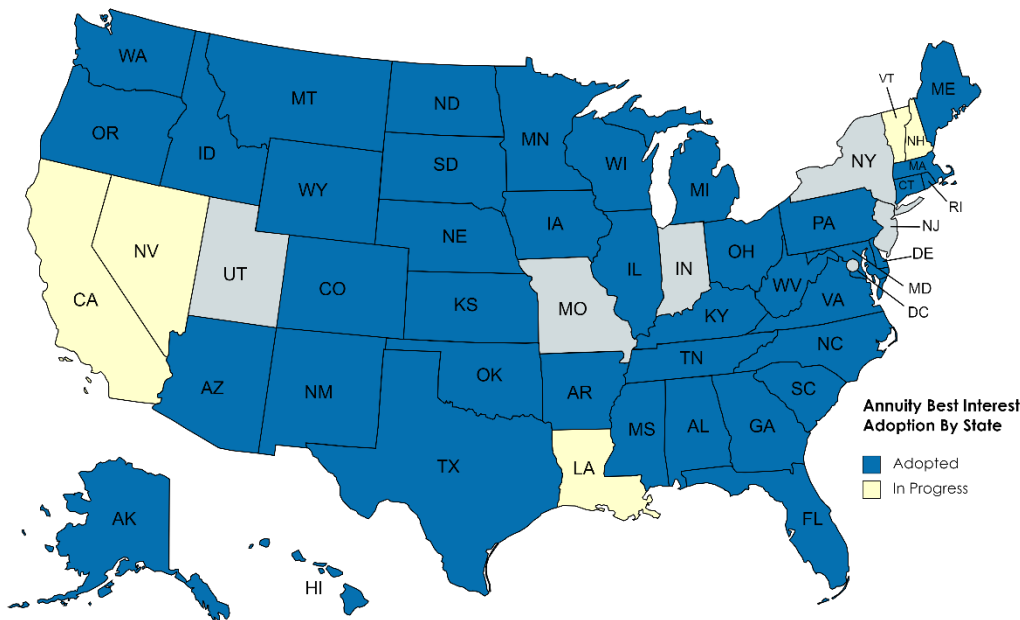 WA
MT
ND
MN
ME
VT
OR
ID
SD
WI
MI
NY
NH
MA
CT
RI
WY
IA
PA
NJ
NV
UT
NE
IL
IN
OH
DE
CA
CO
KS
MO
WV
VA
MD
KY
DC
AZ
NM
OK
AR
TN
NC
SC
MS
AL
GA
TX
LA
FL
AK
HI
Annuity Best Interest
Adoption By State
Adopted
In Progress